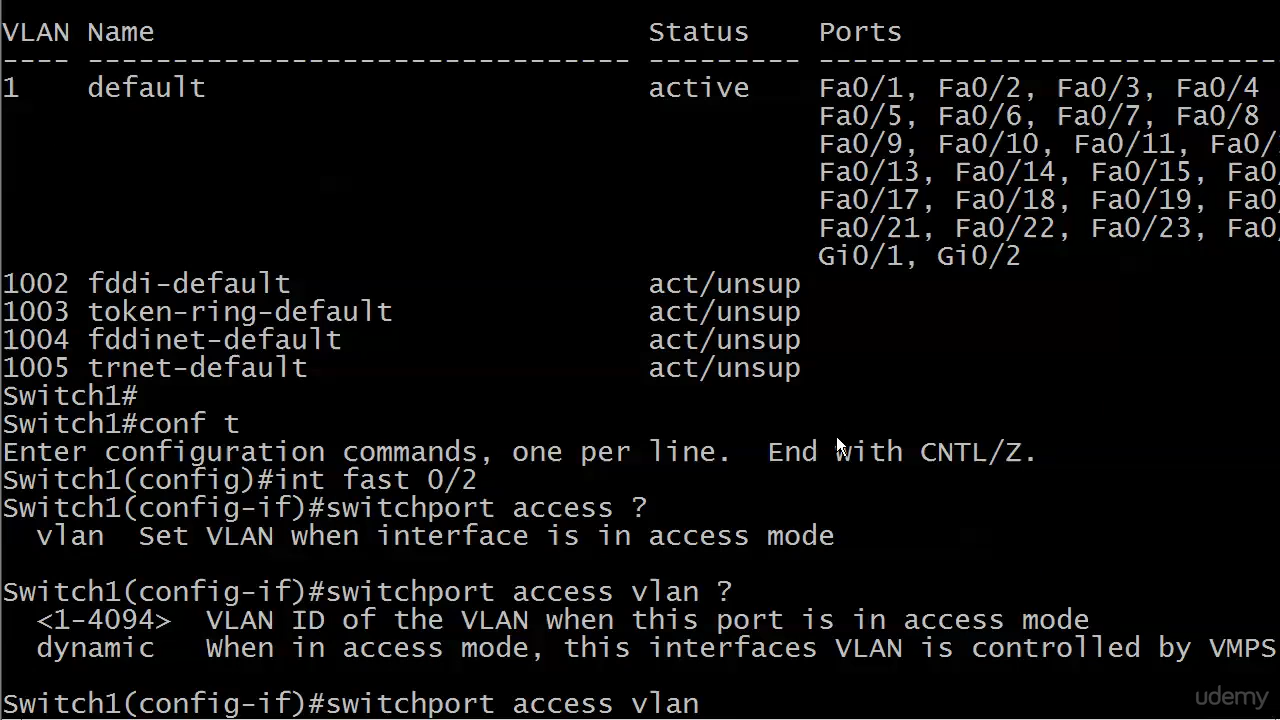 VLAN Name Status Ports
---- -------------------------------- --------- ---------------------------
1 default active Fa0/1, Fa0/2, Fa0/3, Fa0/4
Fa0/5, Fa0/6, Fa0/7, Fa0/8
Fa0/9, Fa0/10, Fa0/11, Fa0/
Fa0/13, Fa0/14, Fa0/15, Fa0
Fa0/17, Fa0/18, Fa0/19, Fa0
Fa0/21, Fa0/22, Fa0/23, Fa0
Gi0/1, Gi0/2
1002 fddi-default act/unsup
1003 token-ring-default act/unsup
1004 fddinet-default act/unsup
1005 trnet-default act/unsup
Switch1#
Switch1#conf t
Enter configuration commands, one per line. End with CNTL/Z.
Switch1(config)#int fast 0/2
Switch1(config-if)#switchport access ?
vlan Set VLAN when interface is in access mode
Switch1(config-if)#switchport access vlan ?
<1-4094> VLAN ID of the VLAN when this port is in access mode
dynamic When in access mode, this interfaces VLAN is controlled by VMPS
Switch1(config-if)#switchport access vlan
udemy